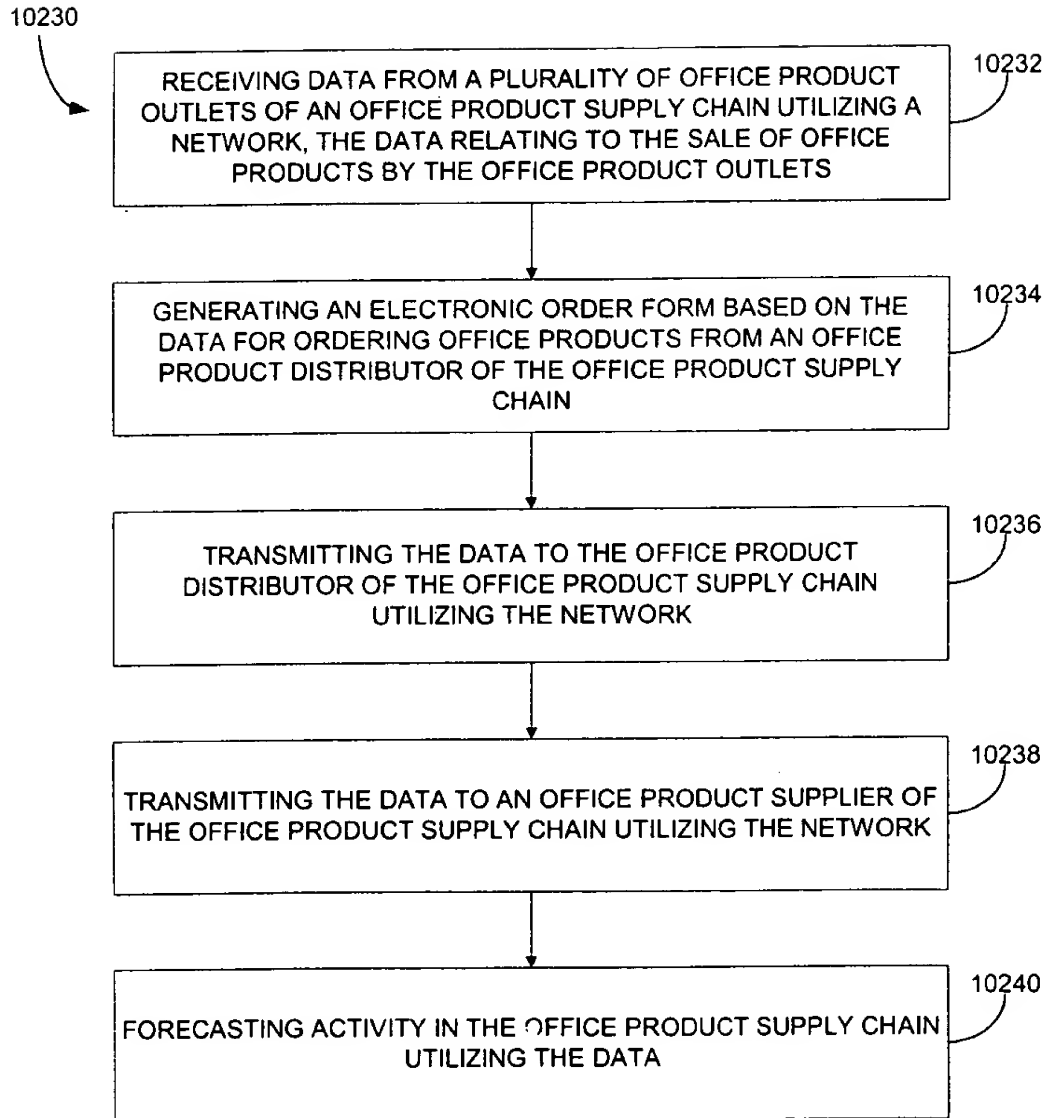 10230
RECEIVING DATA FROM A PLURALITY OF OFFICE PRODUCT
OUTLETS OF AN OFFICE PRODUCT SUPPLY CHAIN UTILIZING A
NETWORK, THE DATA RELATING TO THE SALE OF OFFICE
PRODUCTS BY THE OFFICE PRODUCT OUTLETS
10232
GENERATING AN ELECTRONIC ORDER FORM BASED ON THE
DATA FOR ORDERING OFFICE PRODUCTS FROM AN OFFICE
PRODUCT DISTRIBUTOR OF THE OFFICE PRODUCT SUPPLY
CHAIN
10234
TRANSMITTING THE DATA TO THE OFFICE PRODUCT
DISTRIBUTOR OF THE OFFICE PRODUCT SUPPLY CHAIN
UTILIZING THE NETWORK
10236
TRANSMITTING THE DATA TO AN OFFICE PRODUCT SUPPLIER OF
THE OFFICE PRODUCT SUPPLY CHAIN UTILIZING THE NETWORK
10238
FORECASTING ACTIVITY IN THE OFFICE PRODUCT SUPPLY CHAIN
UTILIZING THE DATA
10240